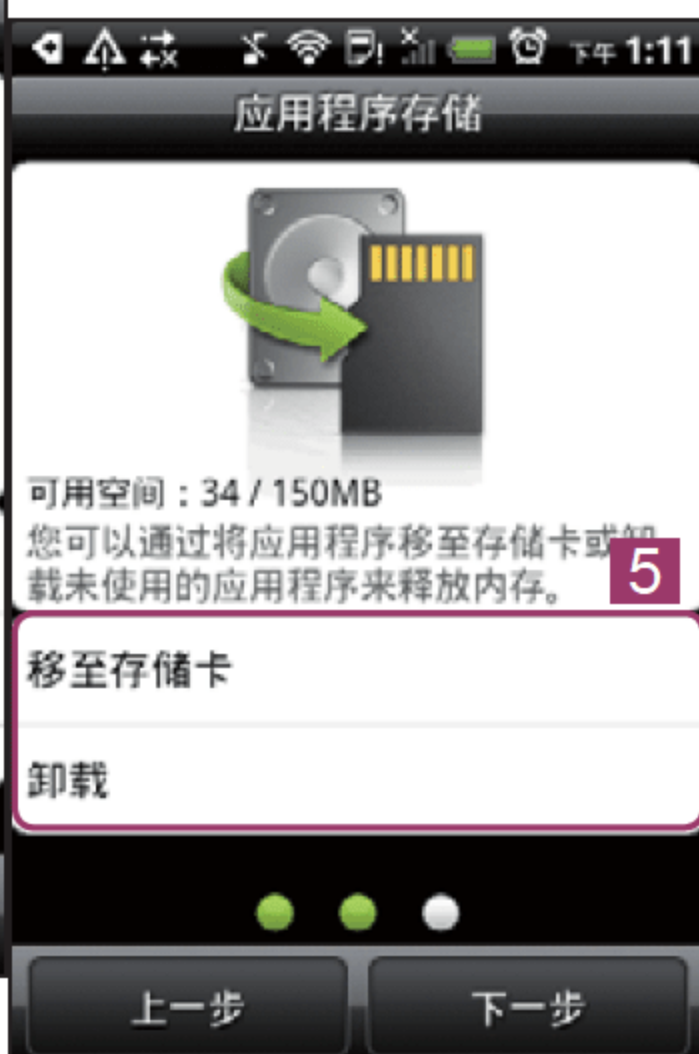 下午 1:11
应用程序存储
可用空间：34 / 150MB
您可以通过将应用程序移至存储卡或卸
载未使用的应用程序来释放内存。
5
移至存储卡
卸载
上一步
下一步